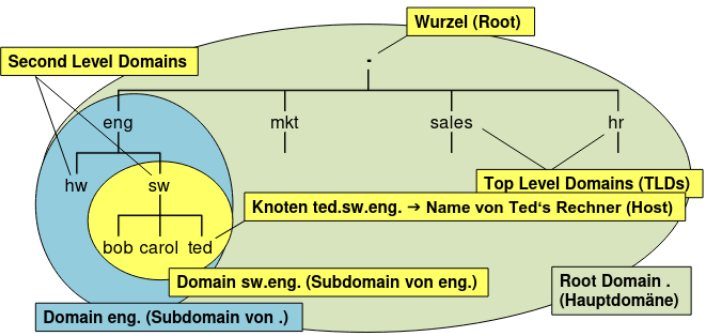 Wurzel (Root)
Second Level Domains
.
eng
mkt
sales
hr
hw
sw
Top Level Domains (TLDs)
Knoten ted.sw.eng. → Name von Ted‘s Rechner (Host)
bob
carol
ted
Domain sw.eng. (Subdomain von eng.)
Root Domain .
(Hauptdomäne)
Domain eng. (Subdomain von .)